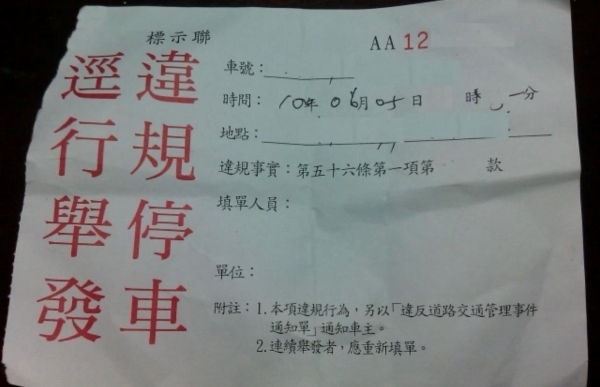 違規停車
逕行舉發
標示聯
AA 12
車號：
時間： 10年 06月 05日 時 分
地點：
違規事實：第五十六條第一項第 款
填單人員：
單位：
附註：1.本項違規行為，另以「違反道路交通管理事件
通知單」通知車主。
2.連續舉發者，應重新填單。